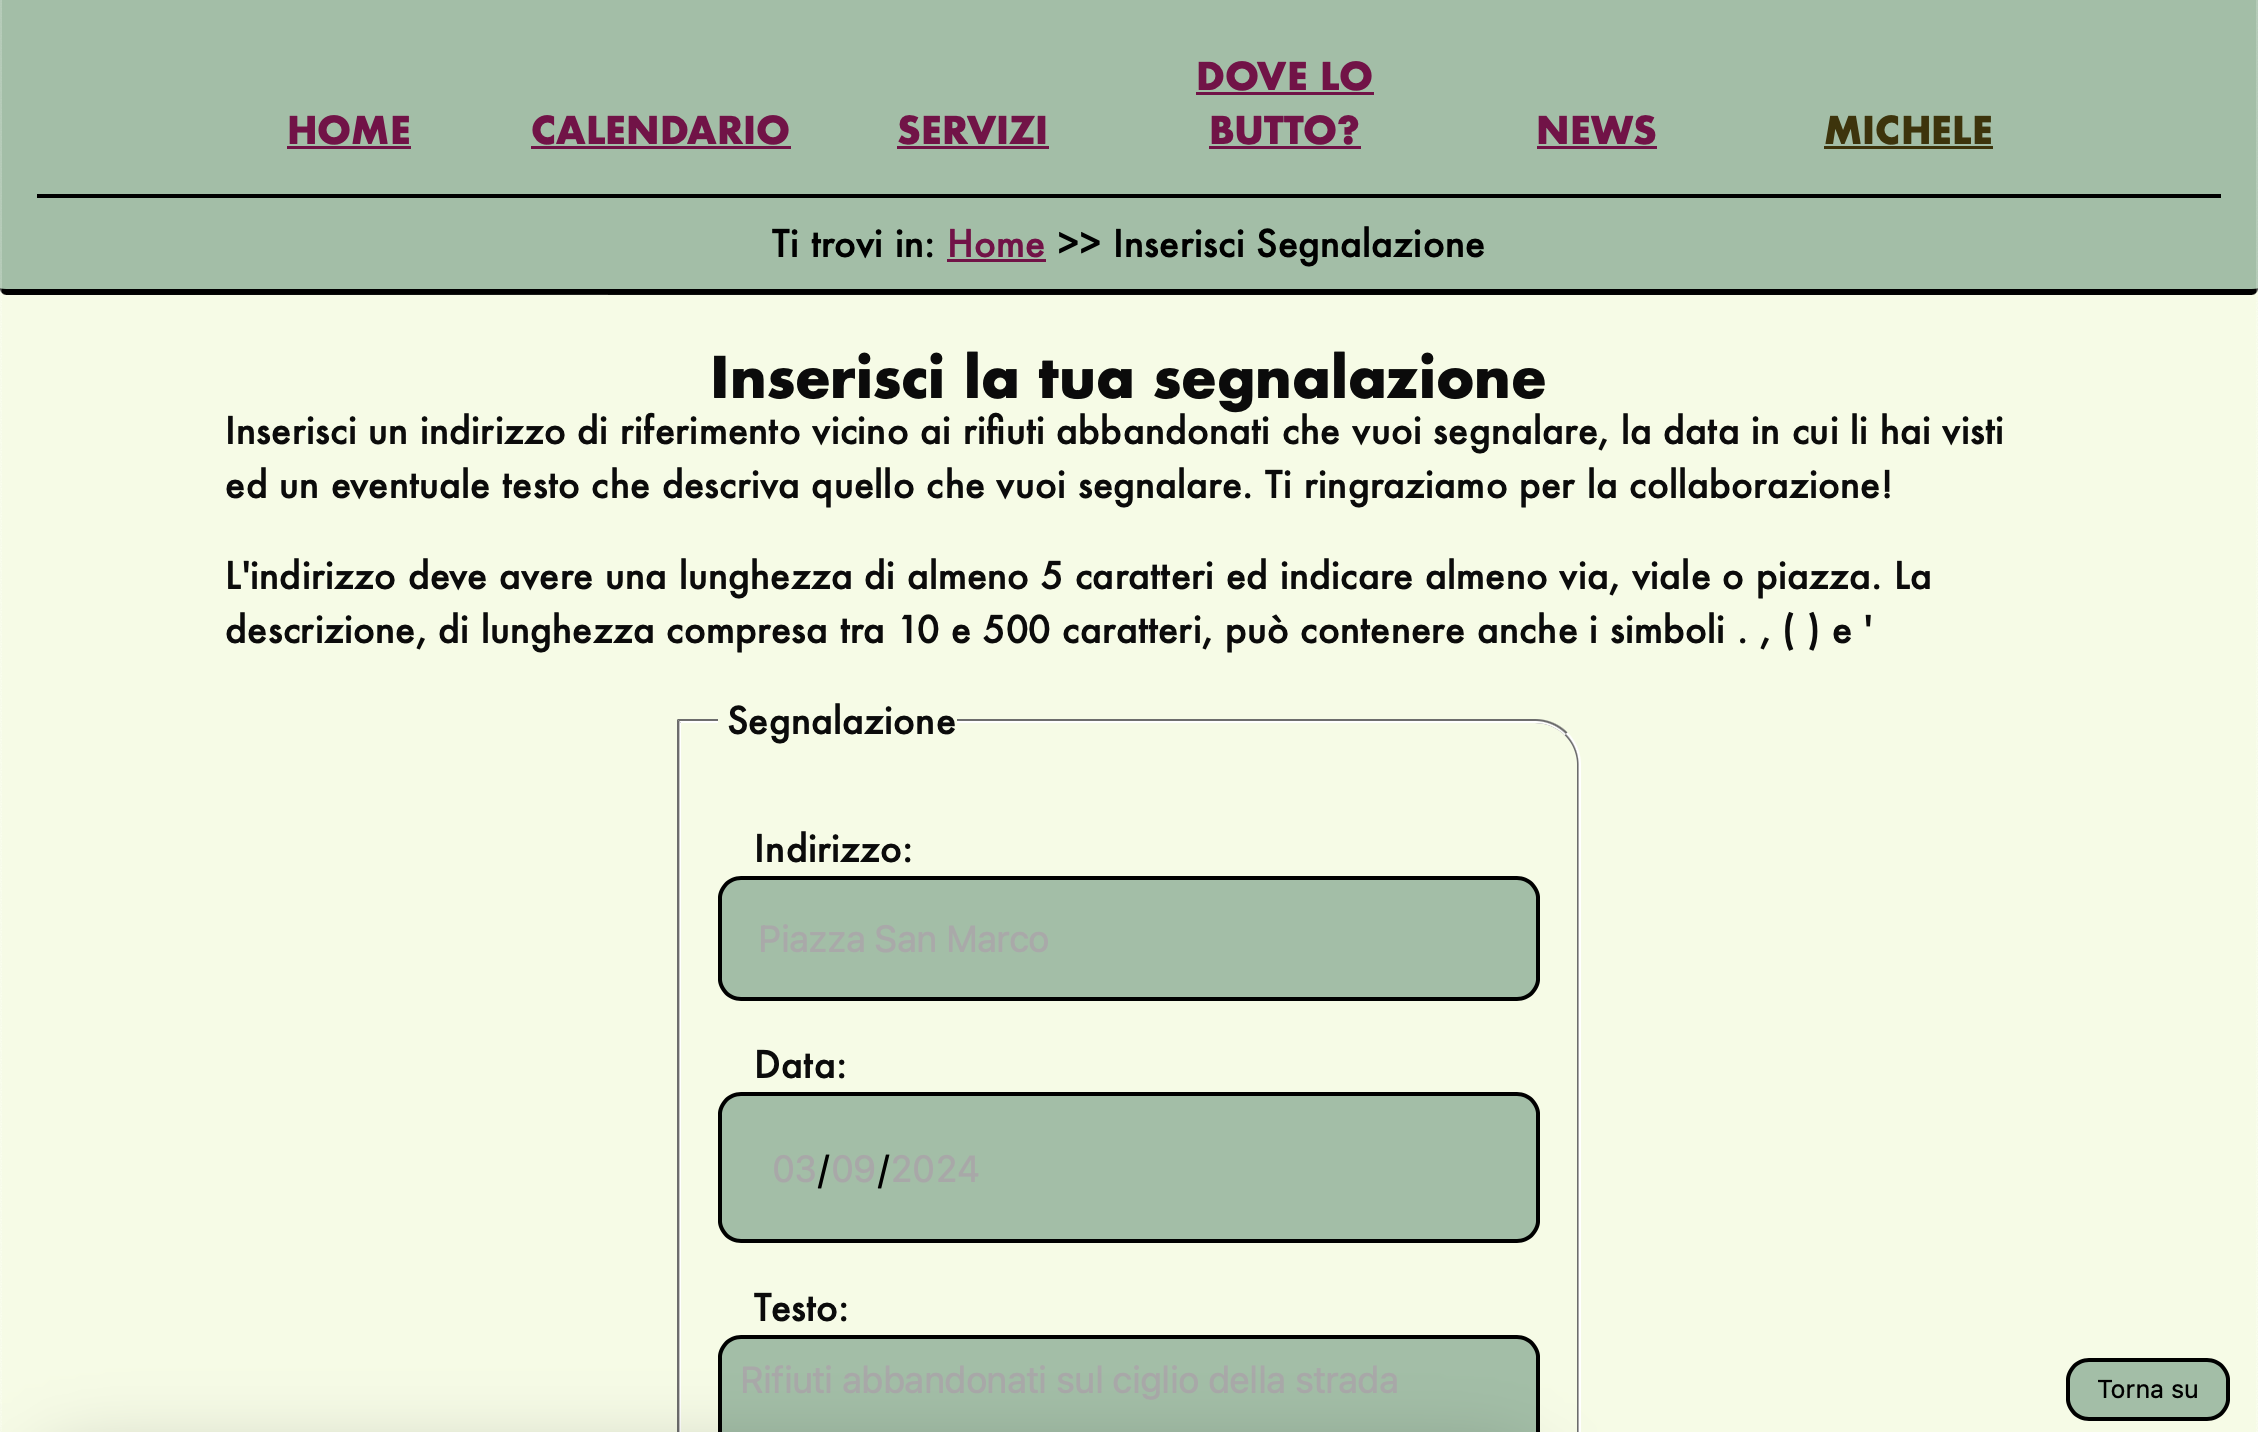 HOME CALENDARIO SERVIZI DOVE LO BUTTO? NEWS MICHELE
Ti trovi in: Home >> Inserisci Segnalazione
Inserisci la tua segnalazione
Inserisci un indirizzo di riferimento vicino ai rifiuti abbandonati che vuoi segnalare, la data in cui li hai visti
ed un eventuale testo che descriva quello che vuoi segnalare. Ti ringraziamo per la collaborazione!
L'indirizzo deve avere una lunghezza di almeno 5 caratteri ed indicare almeno via, viale o piazza. La
descrizione, di lunghezza compresa tra 10 e 500 caratteri, può contenere anche i simboli . , ( ) e '
Segnalazione
Indirizzo:
Piazza San Marco
Data:
03/09/2024
Testo:
Rifiuti abbandonati sul ciglio della strada
Torna su